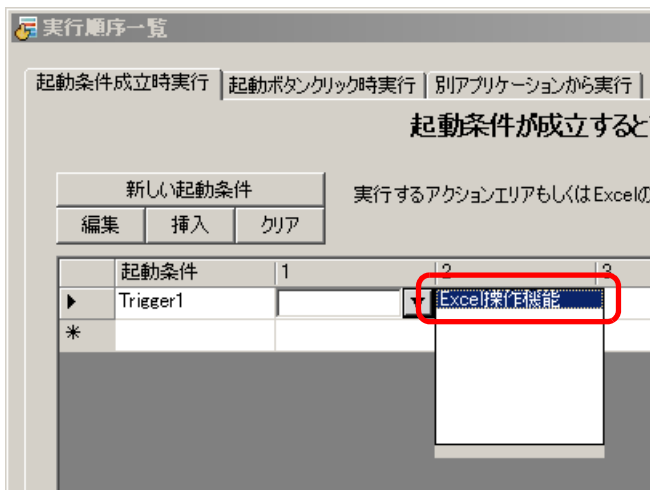 実行順序一覧
起動条件成立時実行 起動ボタンクリック時実行 別アプリケーションから実行
起動条件が成立すると
新しい起動条件
実行するアクションエリアもしくはExcelの
編集 挿入 クリア
起動条件 1 2 3
Trigger1 Excel操作機能